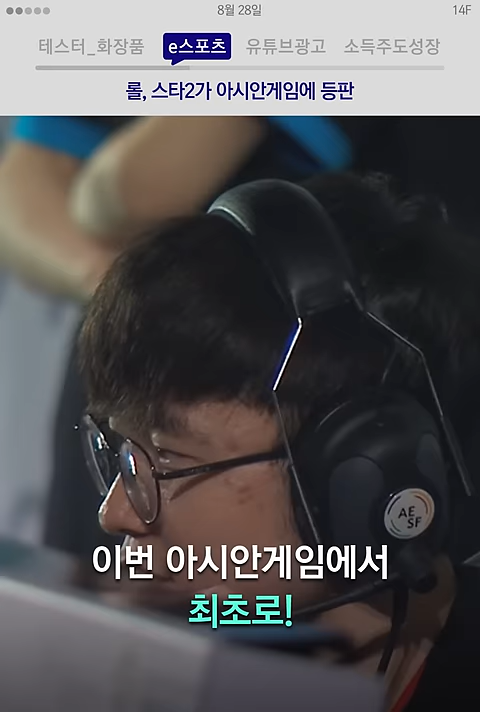 8월 28일
14F
테스터_화장품 e스포츠 유튜브광고 소득주도성장
롤, 스타2가 아시안게임에 등판
AE
SF
이번 아시안게임에서
최초로!